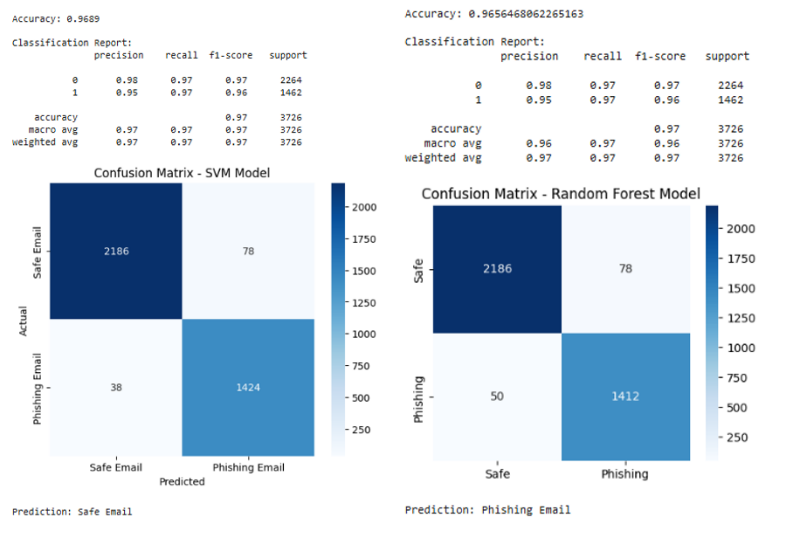 Accuracy: 0.9689
Classification Report:
precision recall f1-score support
0 0.98 0.97 0.97 2264
1 0.95 0.97 0.96 1462
accuracy 0.97 3726
macro avg 0.97 0.97 0.97 3726
weighted avg 0.97 0.97 0.97 3726
Confusion Matrix - SVM Model
Safe Email
2186 78
Actual
Phishing Email
38 1424
Safe Email Phishing Email
Predicted
2000
1750
1500
1250
1000
750
500
250
Prediction: Safe Email
Accuracy: 0.9656468062265163
Classification Report:
precision recall f1-score support
0 0.98 0.97 0.97 2264
1 0.95 0.97 0.96 1462
accuracy 0.97 3726
macro avg 0.96 0.97 0.96 3726
weighted avg 0.97 0.97 0.97 3726
Confusion Matrix - Random Forest Model
Safe
2186 78
Phishing
50 1412
Safe Phishing
2000
1750
1500
1250
1000
750
500
250
Prediction: Phishing Email